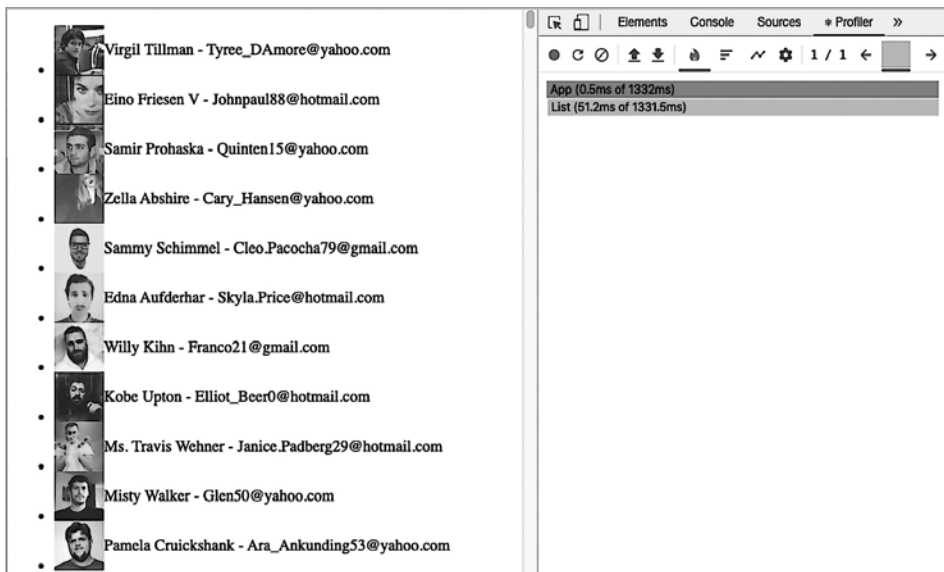 Virgil Tillman - Tyree_DAmore@yahoo.com
Eino Friesen V - Johnpaul88@hotmail.com
Samir Prohaska - Quinten15@yahoo.com
Zella Abshire - Cary_Hansen@yahoo.com
Sammy Schimmel - Cleo.Pacocha79@gmail.com
Edna Aufderhar - Skyla.Price@hotmail.com
Willy Kihn - Franco21@gmail.com
Kobe Upton - Elliot_Beer0@hotmail.com
Ms. Travis Wehner - Janice.Padberg29@hotmail.com
Misty Walker - Glen50@yahoo.com
Pamela Cruickshank - Ara_Ankunding53@yahoo.com
Elements Console Sources Profiler »
1 / 1
App (0.5ms of 1332ms)
List (51.2ms of 1331.5ms)